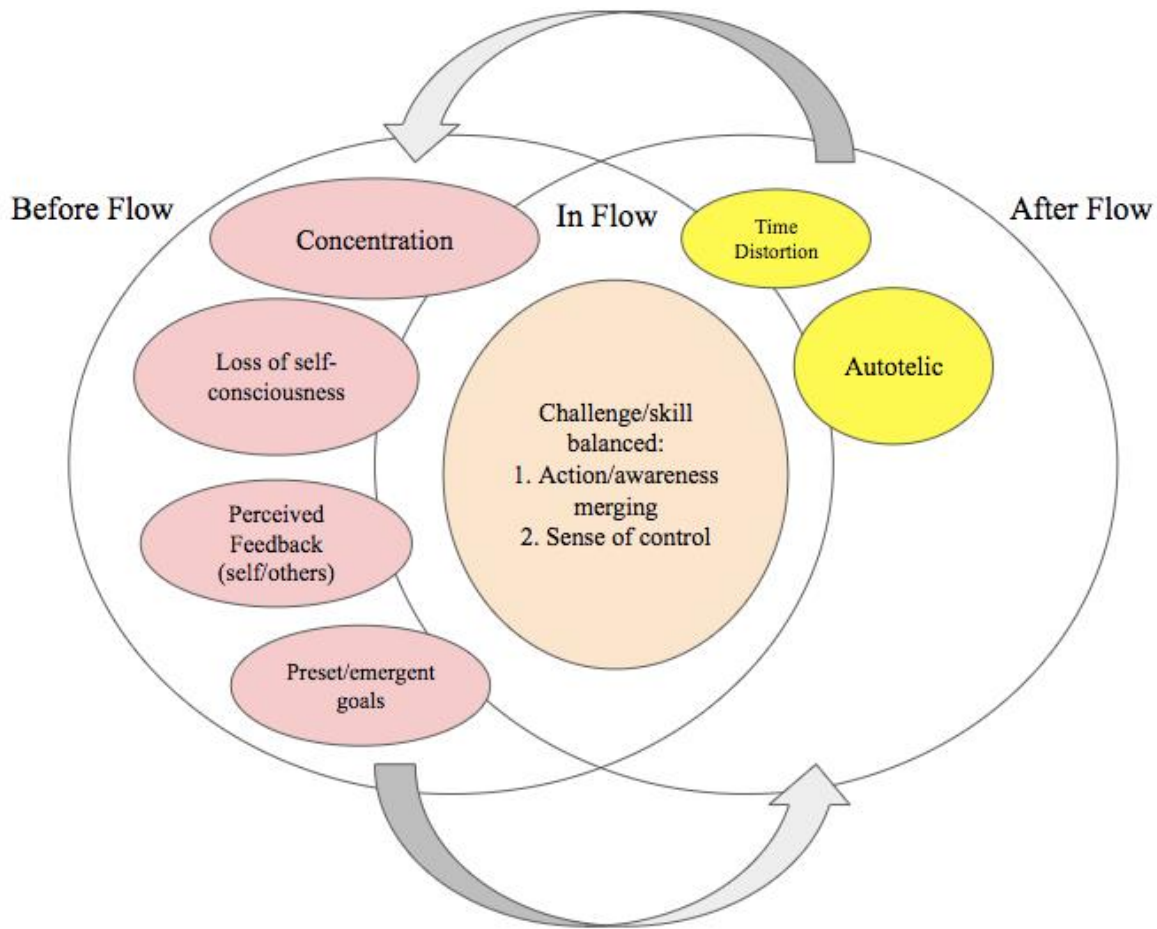 Before Flow
In Flow
After Flow
Concentration
Time
Distortion
Loss of self-
consciousness
Autotelic
Challenge/skill
balanced:
1. Action/awareness
merging
2. Sense of control
Perceived
Feedback
(self/others)
Preset/emergent
goals